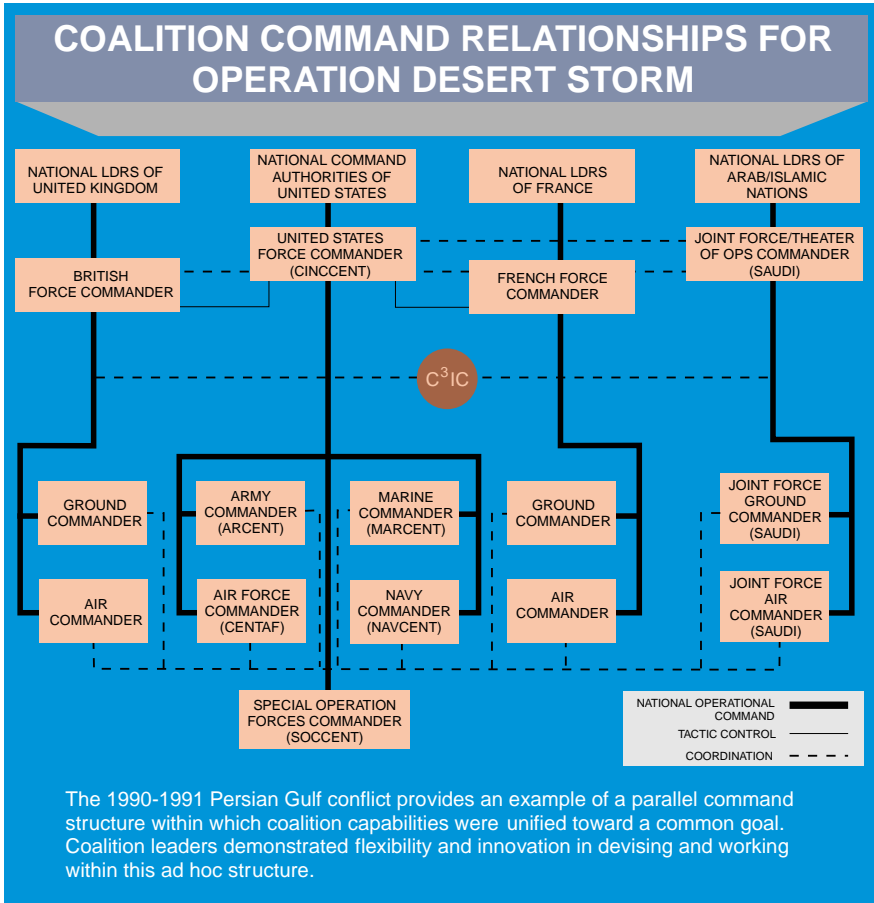 COALITION COMMAND RELATIONSHIPS FOR
OPERATION DESERT STORM
NATIONAL LDRS OF
UNITED KINGDOM
NATIONAL COMMAND
AUTHORITIES OF
UNITED STATES
NATIONAL LDRS
OF FRANCE
NATIONAL LDRS OF
ARAB/ISLAMIC
NATIONS
BRITISH
FORCE COMMANDER
UNITED STATES
FORCE COMMANDER
(CINCCENT)
FRENCH FORCE
COMMANDER
JOINT FORCE/THEATER
OF OPS COMMANDER
(SAUDI)
C³IC
GROUND
COMMANDER
ARMY
COMMANDER
(ARCENT)
MARINE
COMMANDER
(MARCENT)
GROUND
COMMANDER
JOINT FORCE
GROUND
COMMANDER
(SAUDI)
AIR
COMMANDER
AIR FORCE
COMMANDER
(CENTAF)
NAVY
COMMANDER
(NAVCENT)
AIR
COMMANDER
JOINT FORCE
AIR
COMMANDER
(SAUDI)
SPECIAL OPERATION
FORCES COMMANDER
(SOCCENT)
NATIONAL OPERATIONAL
COMMAND
TACTIC CONTROL
COORDINATION
The 1990-1991 Persian Gulf conflict provides an example of a parallel command
structure within which coalition capabilities were unified toward a common goal.
Coalition leaders demonstrated flexibility and innovation in devising and working
within this ad hoc structure.